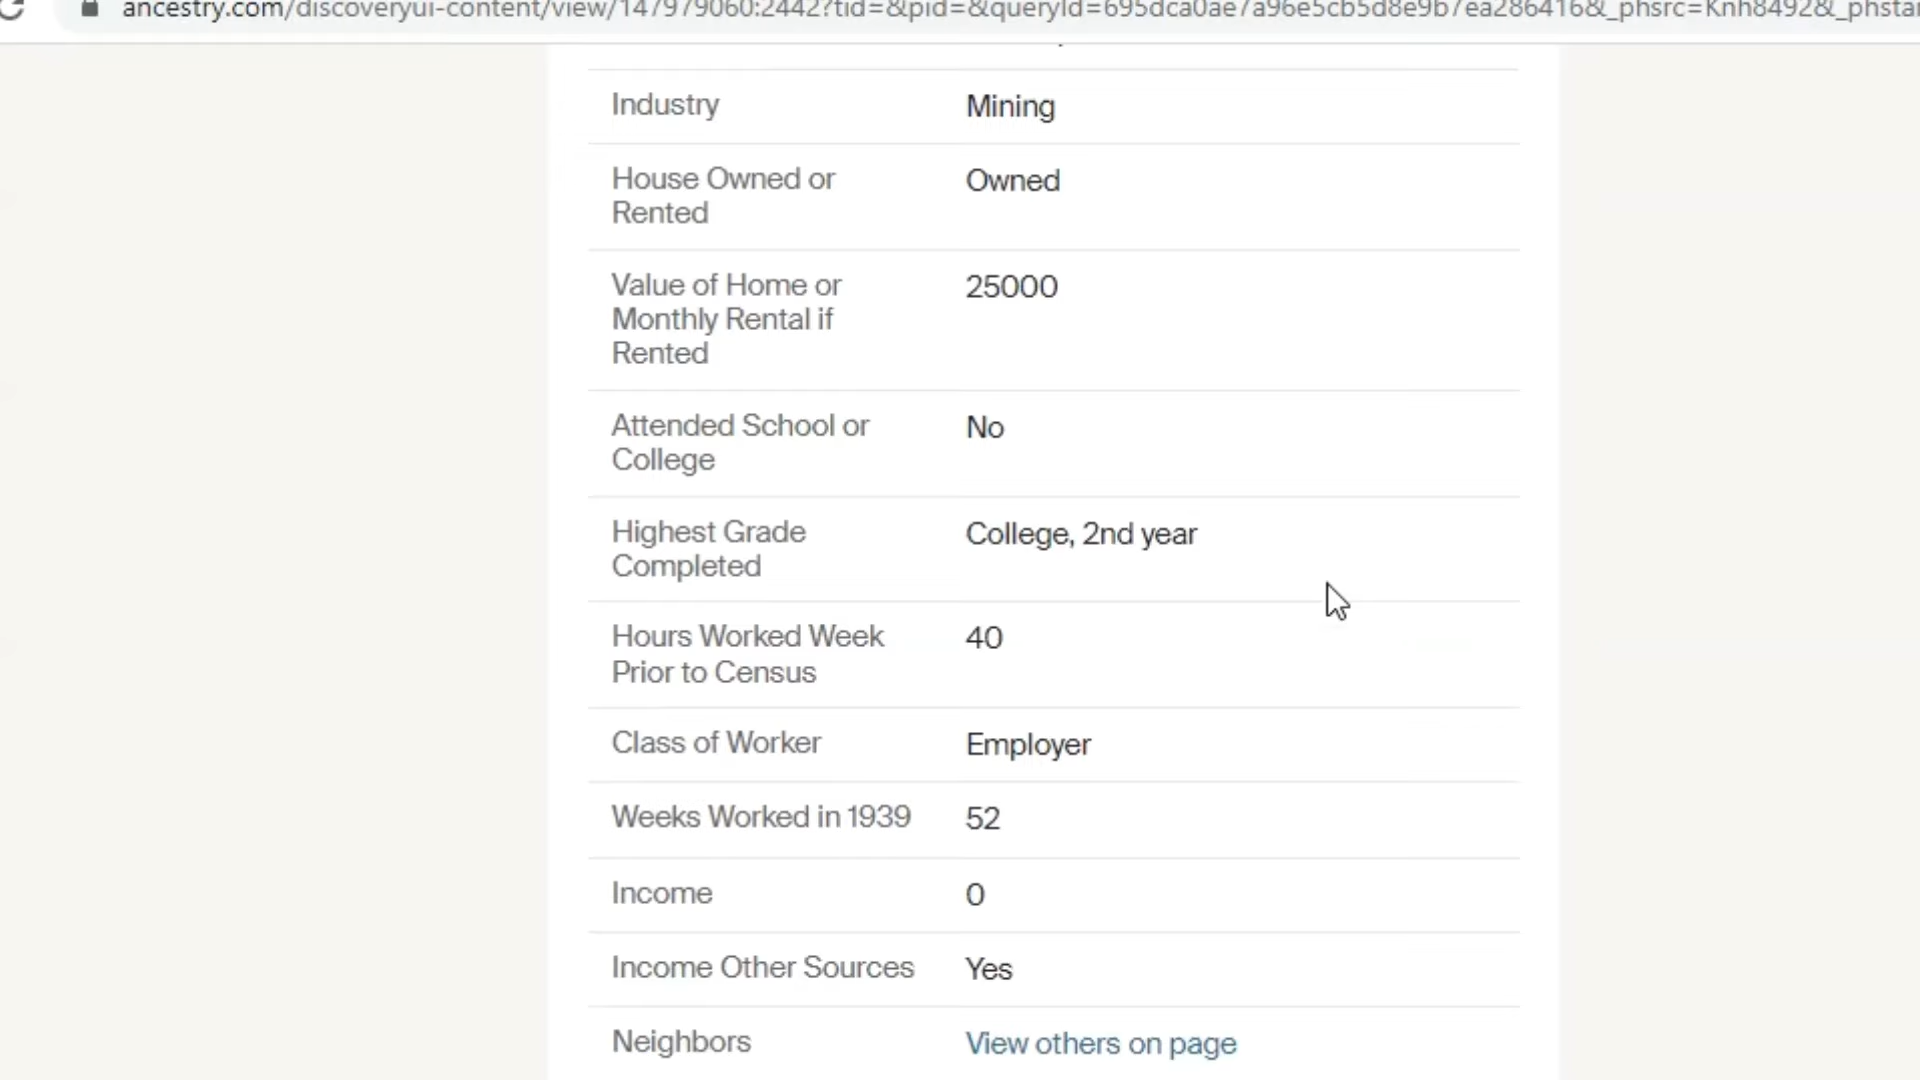 ancestry.com/discoveryui-content/view/147979060:2442?tid=&pid=&queryId=695dca0ae7a96e5cb5d8e9b7ea286416&_phsrc=Knh8492&_phstar
Industry Mining
House Owned or Owned
Rented
Value of Home or 25000
Monthly Rental if
Rented
Attended School or No
College
Highest Grade College, 2nd year
Completed
Hours Worked Week 40
Prior to Census
Class of Worker Employer
Weeks Worked in 1939 52
Income 0
Income Other Sources Yes
Neighbors View others on page